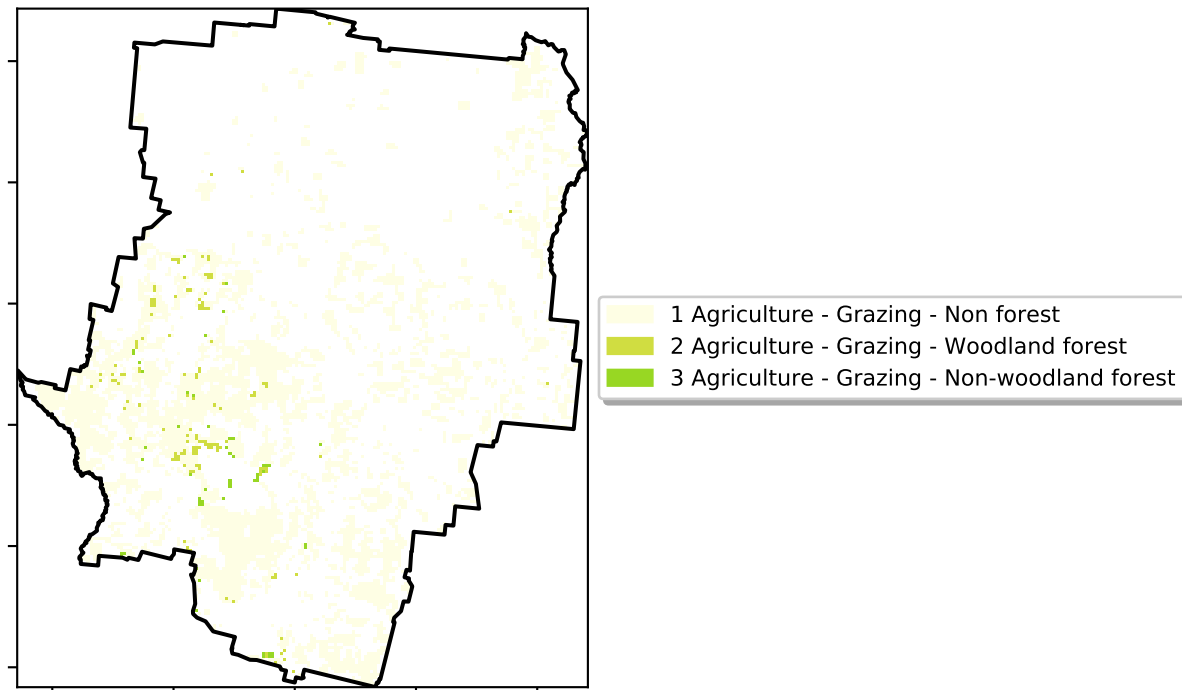 1 Agriculture - Grazing - Non forest
2 Agriculture - Grazing - Woodland forest
3 Agriculture - Grazing - Non-woodland forest